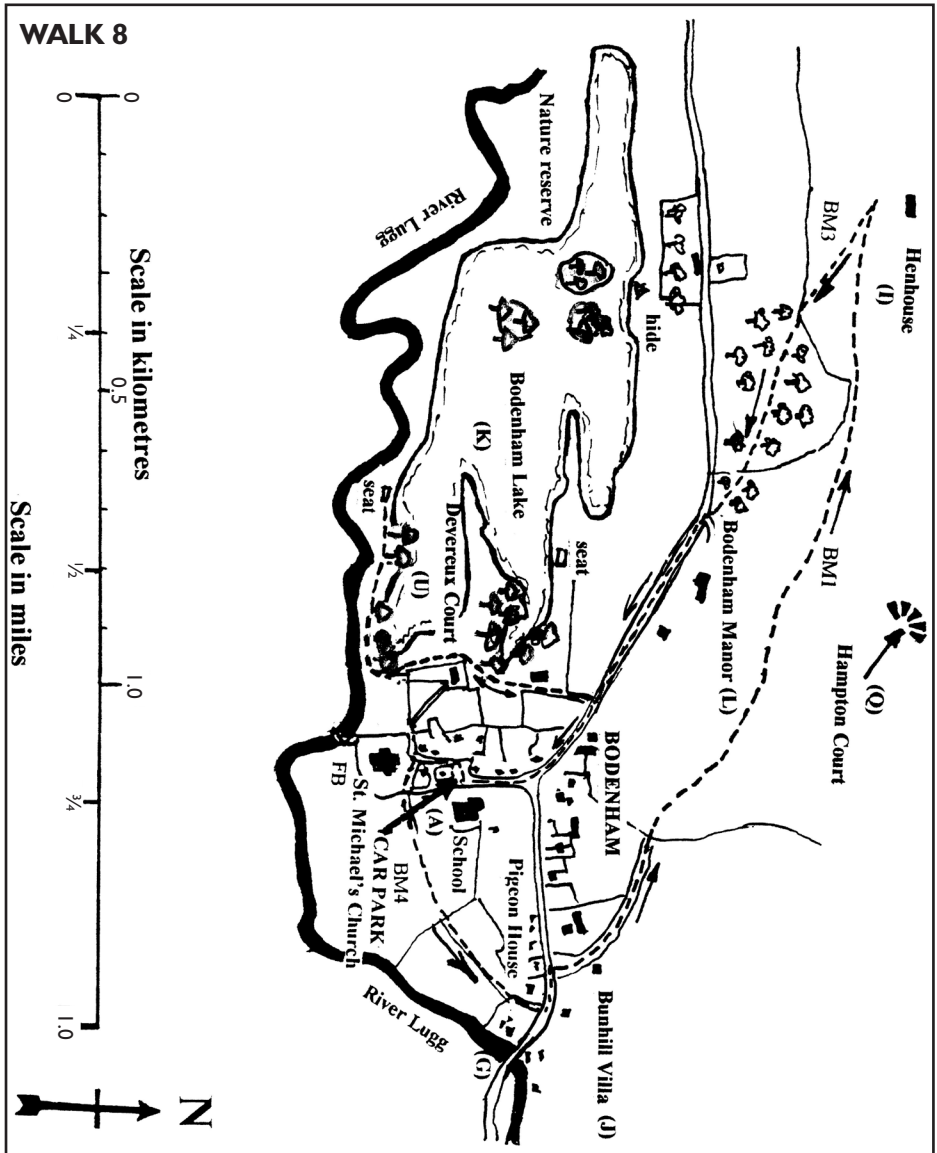 WALK 8
0
0
1/4
0.5
1/2
1.0
3/4
1.0
Scale in kilometres
Scale in miles
N
Nature reserve
River Lugg
hide
Bodenham Lake
(K)
seat
Devereux Court
(U)
seat
BM3
Henhouse
(I)
BM1
Bodenham Manor (L)
(Q)
Hampton Court
BODENHAM
FB
St. Michael's Church
CAR PARK
(A)
BM4
School
Pigeon House
River Lugg
(G)
Bunhill Villa (J)